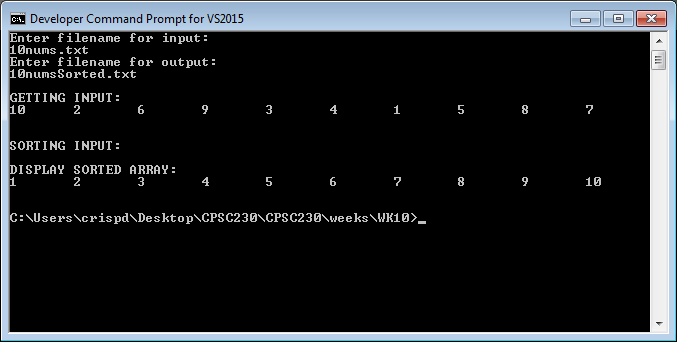 Developer Command Prompt for VS2015
Enter filename for input:
10nums.txt
Enter filename for output:
10numsSorted.txt
GETTING INPUT:
10 2 6 9 3 4 1 5 8 7
SORTING INPUT:
DISPLAY SORTED ARRAY:
1 2 3 4 5 6 7 8 9 10
C:\Users\crispd\Desktop\CPSC230\CPSC230\weeks\WK10>_